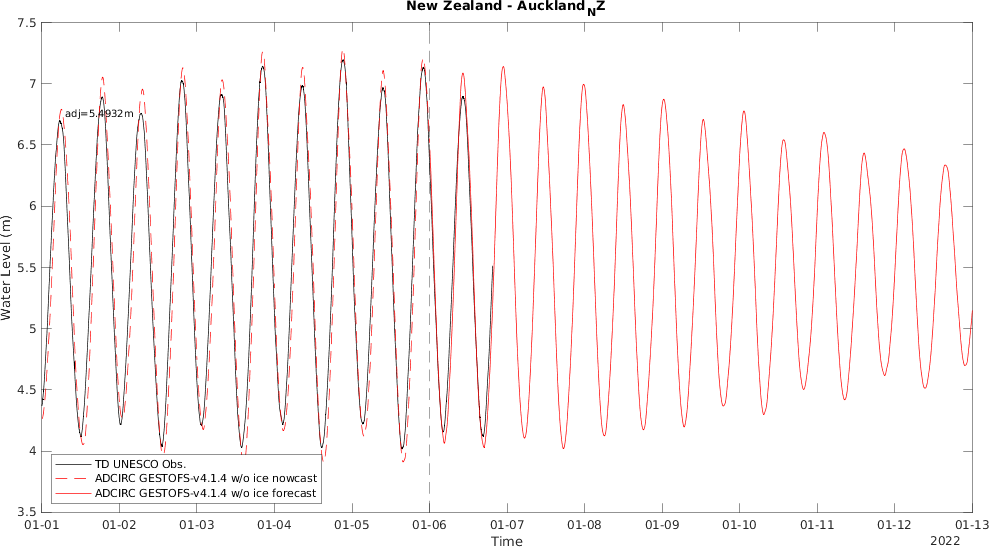 New Zealand - Auckland_NZ
7.5
7
6.5
6
5.5
5
4.5
4
3.5
Water Level (m)
adj=5.4932m
TD UNESCO Obs.
ADCIRC GESTOFS-v4.1.4 w/o ice nowcast
ADCIRC GESTOFS-v4.1.4 w/o ice forecast
01-01 01-02 01-03 01-04 01-05 01-06 01-07 01-08 01-09 01-10 01-11 01-12 01-13
Time
2022